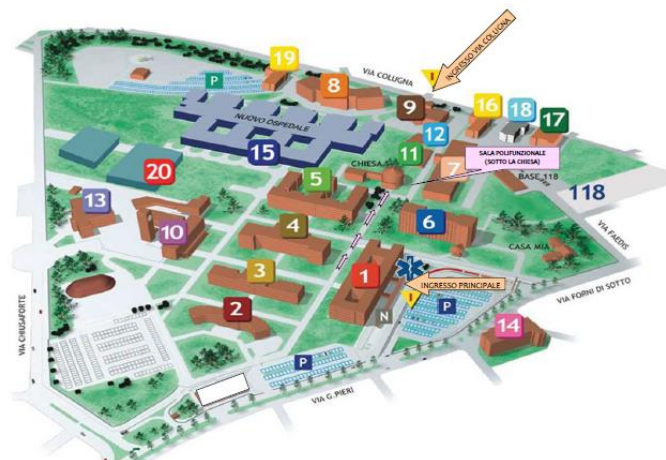 VIA COLUGNA
I
INGRESSO VIA COLUGNA
19
P
8
9
16
18
17
NUOVO OSPEDALE
12
11
15
CHIESA
SALA POLIFUNZIONALE
(SOTTO LA CHIESA)
7
BASE 118
20
5
118
13
10
6
4
VIA FAEDIS
CASA MIA
3
1
INGRESSO PRINCIPALE
I
VIA FORNI DI SOTTO
VIA CHIUSAFORTE
2
P
N
14
P
VIA G.PIERI